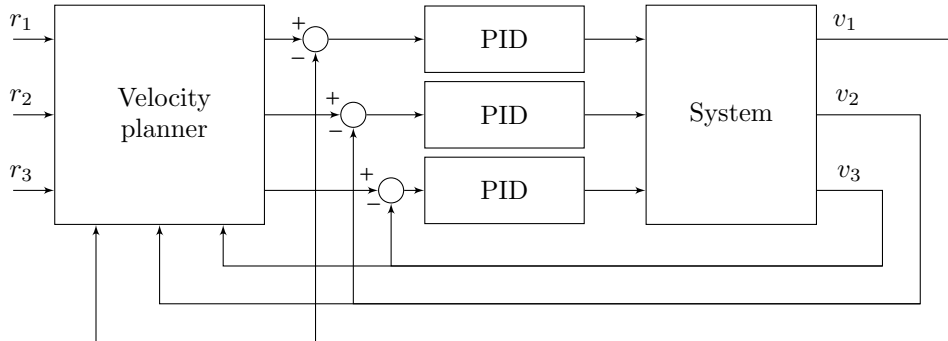 r₁
+
−
PID
v₁
r₂
Velocity
planner
+
−
PID
System
v₂
r₃
+
−
PID
v₃